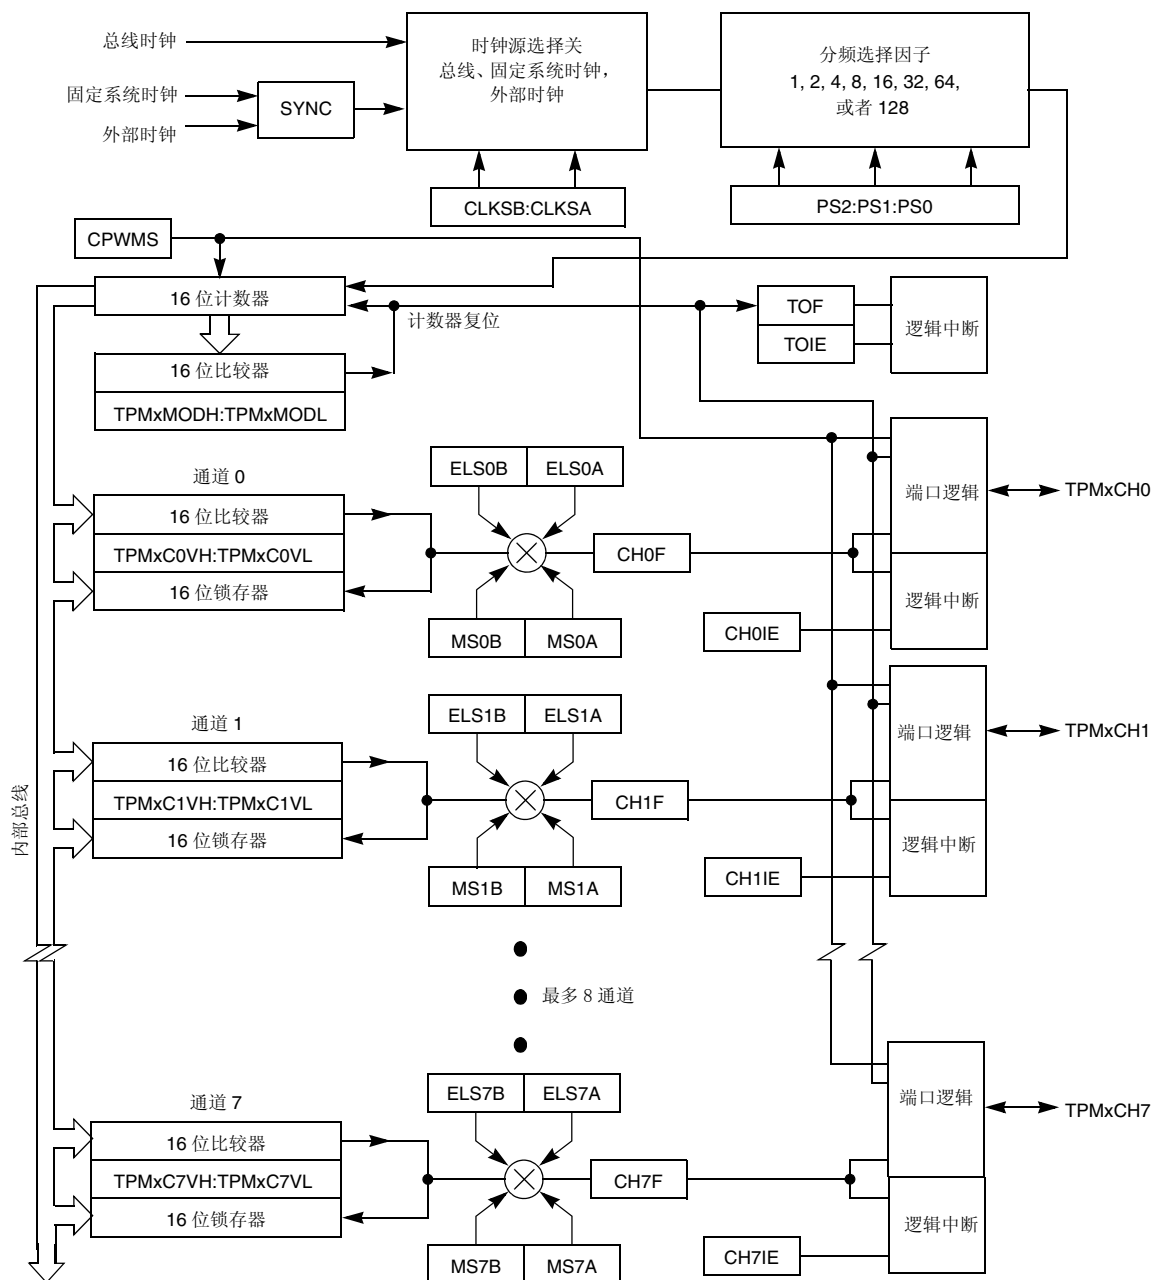 总线时钟
固定系统时钟
外部时钟
SYNC
时钟源选择关
总线、固定系统时钟，
外部时钟
分频选择因子
1, 2, 4, 8, 16, 32, 64,
或者 128
CLKSB:CLKSA
PS2:PS1:PS0
CPWMS
16 位计数器
计数器复位
TOF
TOIE
逻辑中断
16 位比较器
TPMxMODH:TPMxMODL
通道 0
16 位比较器
TPMxC0VH:TPMxC0VL
16 位锁存器
ELS0B
ELS0A
MS0B
MS0A
CH0F
CH0IE
端口逻辑
逻辑中断
TPMxCH0
通道 1
16 位比较器
TPMxC1VH:TPMxC1VL
16 位锁存器
ELS1B
ELS1A
MS1B
MS1A
CH1F
CH1IE
端口逻辑
逻辑中断
TPMxCH1
内部总线
最多 8 通道
通道 7
16 位比较器
TPMxC7VH:TPMxC7VL
16 位锁存器
ELS7B
ELS7A
MS7B
MS7A
CH7F
CH7IE
端口逻辑
逻辑中断
TPMxCH7